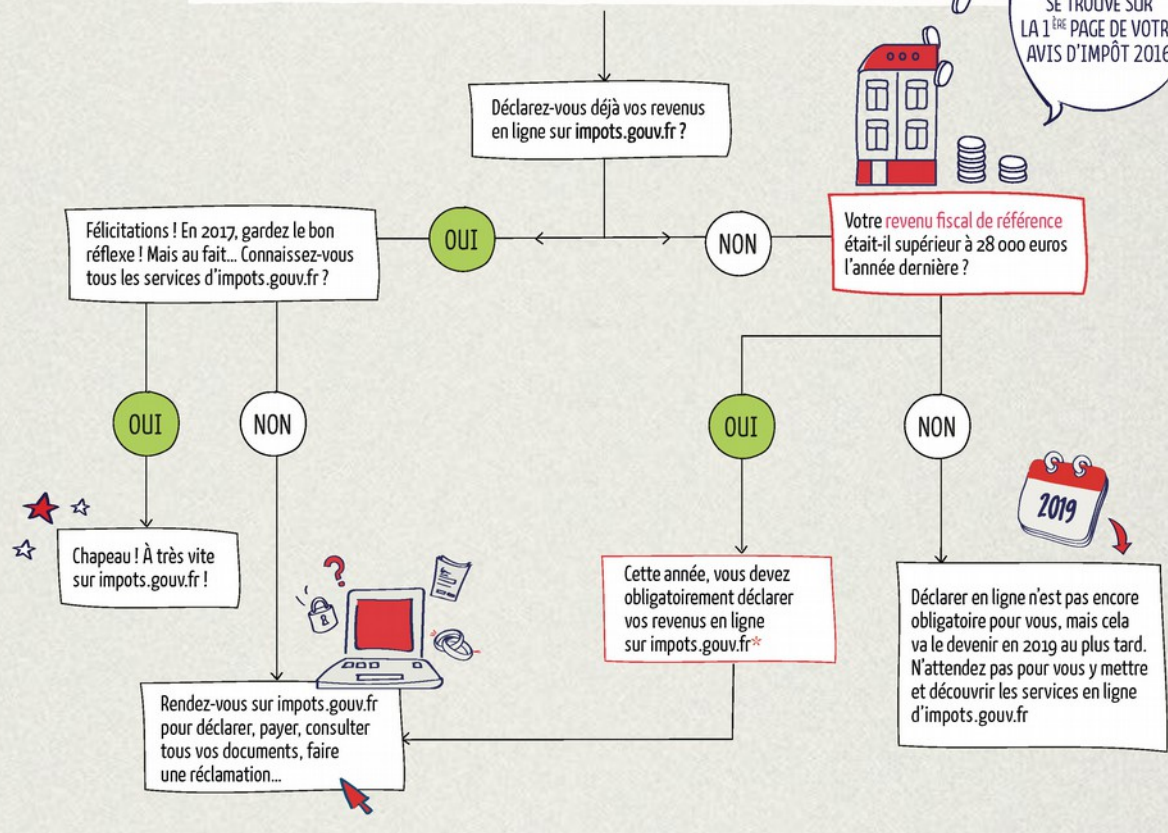 SE TROUVE SUR
LA 1ÈRE PAGE DE VOTR
AVIS D'IMPÔT 2016
Déclarez-vous déjà vos revenus
en ligne sur impots.gouv.fr ?
Félicitations ! En 2017, gardez le bon
réflexe ! Mais au fait... Connaissez-vous
tous les services d'impots.gouv.fr ?
OUI
NON
Votre revenu fiscal de référence
était-il supérieur à 28 000 euros
l'année dernière ?
OUI
NON
OUI
NON
2019
Chapeau ! À très vite
sur impots.gouv.fr !
Cette année, vous devez
obligatoirement déclarer
vos revenus en ligne
sur impots.gouv.fr*
Déclarer en ligne n'est pas encore
obligatoire pour vous, mais cela
va le devenir en 2019 au plus tard.
N'attendez pas pour vous y mettre
et découvrir les services en ligne
d'impots.gouv.fr
Rendez-vous sur impots.gouv.fr
pour déclarer, payer, consulter
tous vos documents, faire
une réclamation...